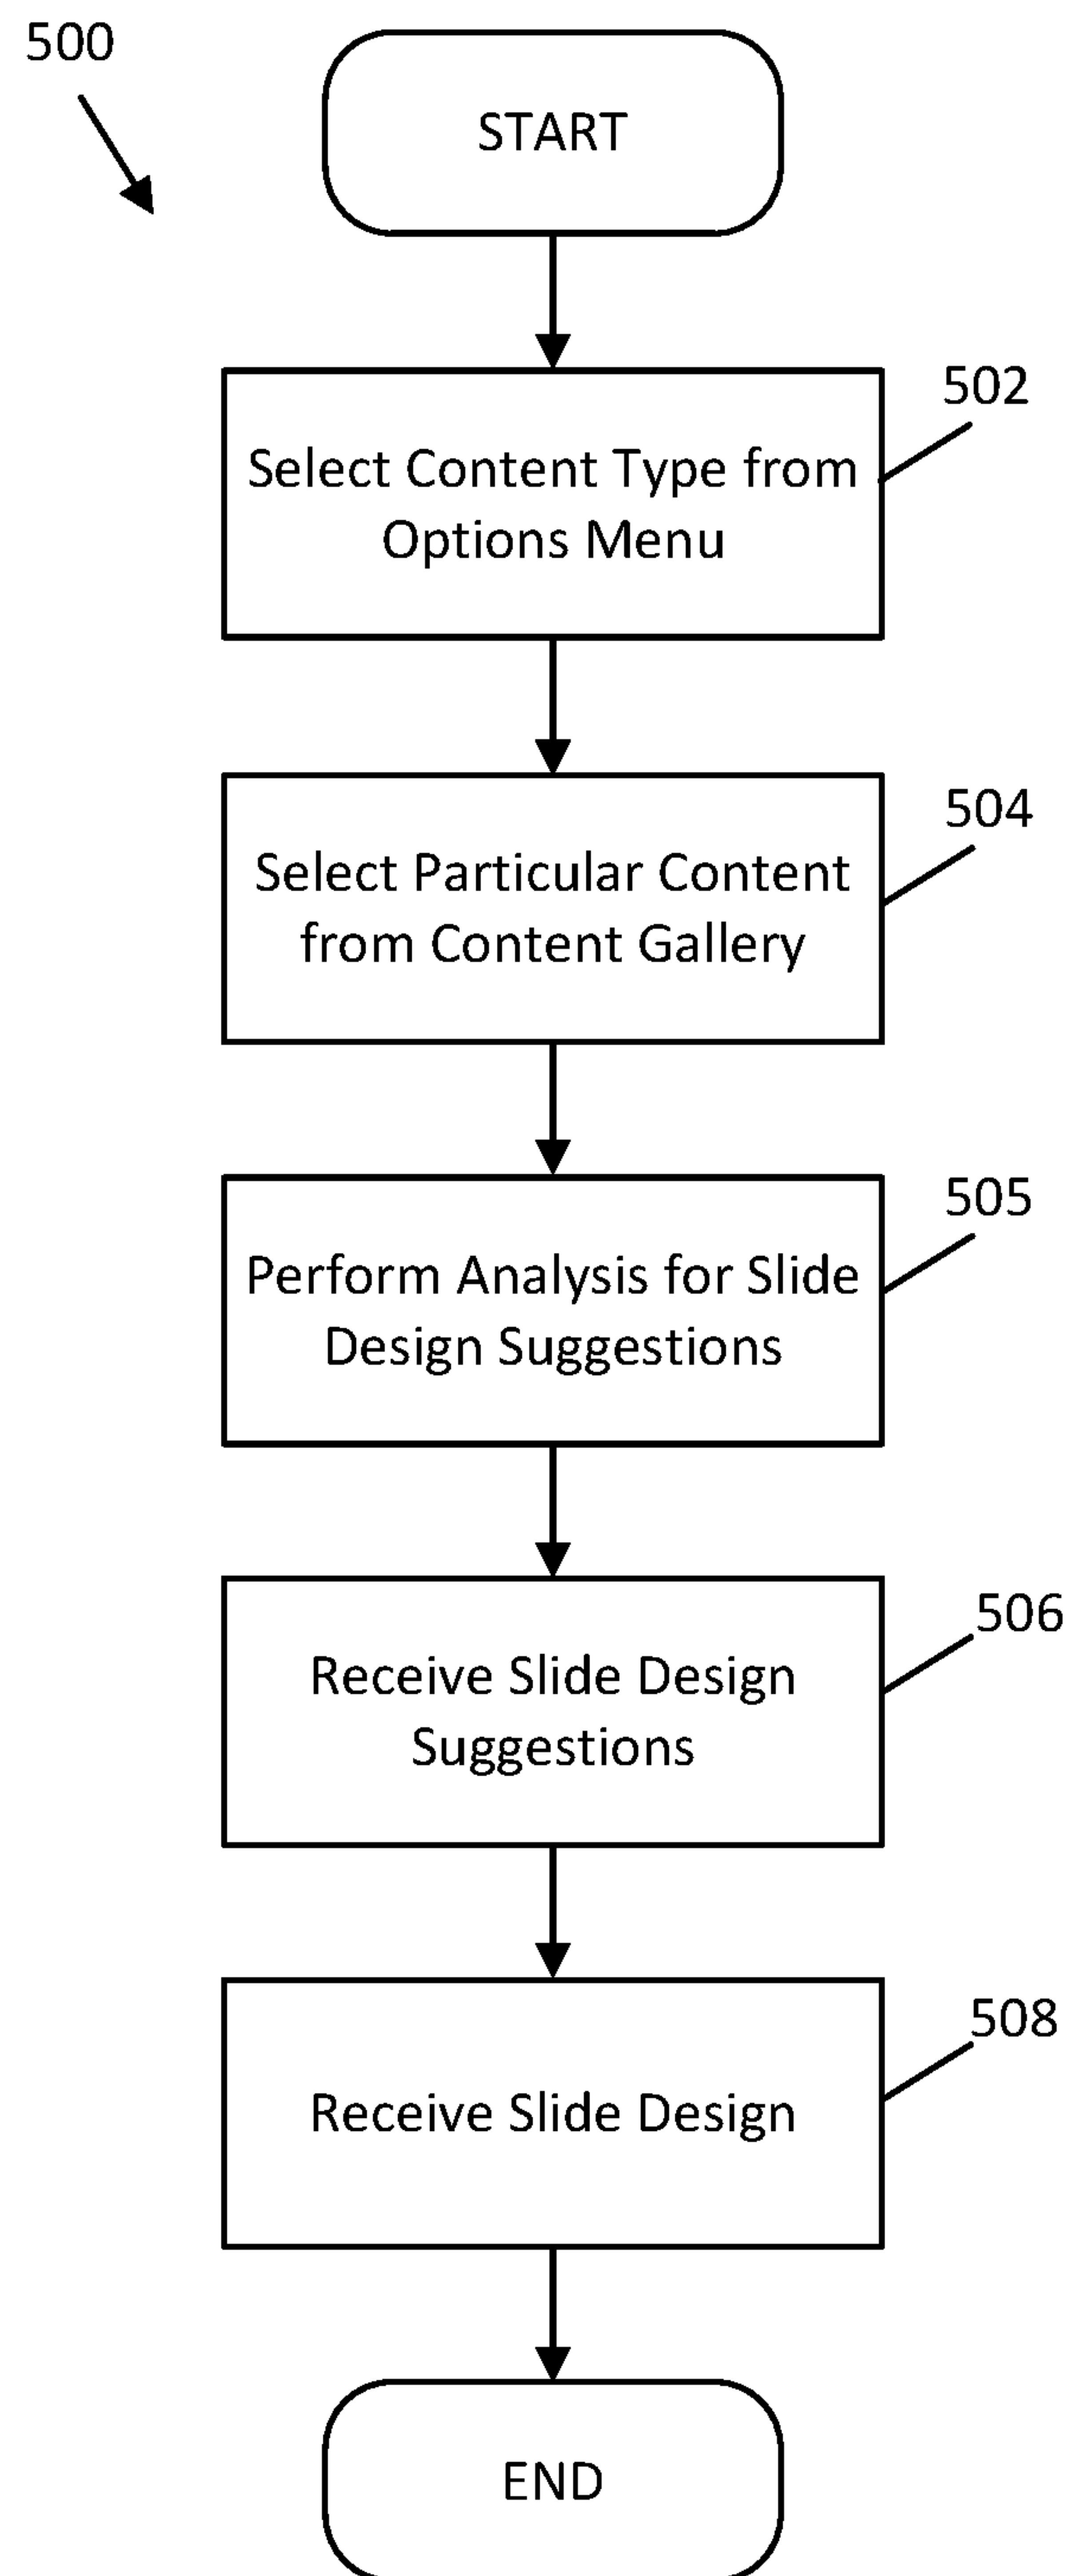 500
START
502
Select Content Type from
Options Menu
504
Select Particular Content
from Content Gallery
505
Perform Analysis for Slide
Design Suggestions
506
Receive Slide Design
Suggestions
508
Receive Slide Design
END